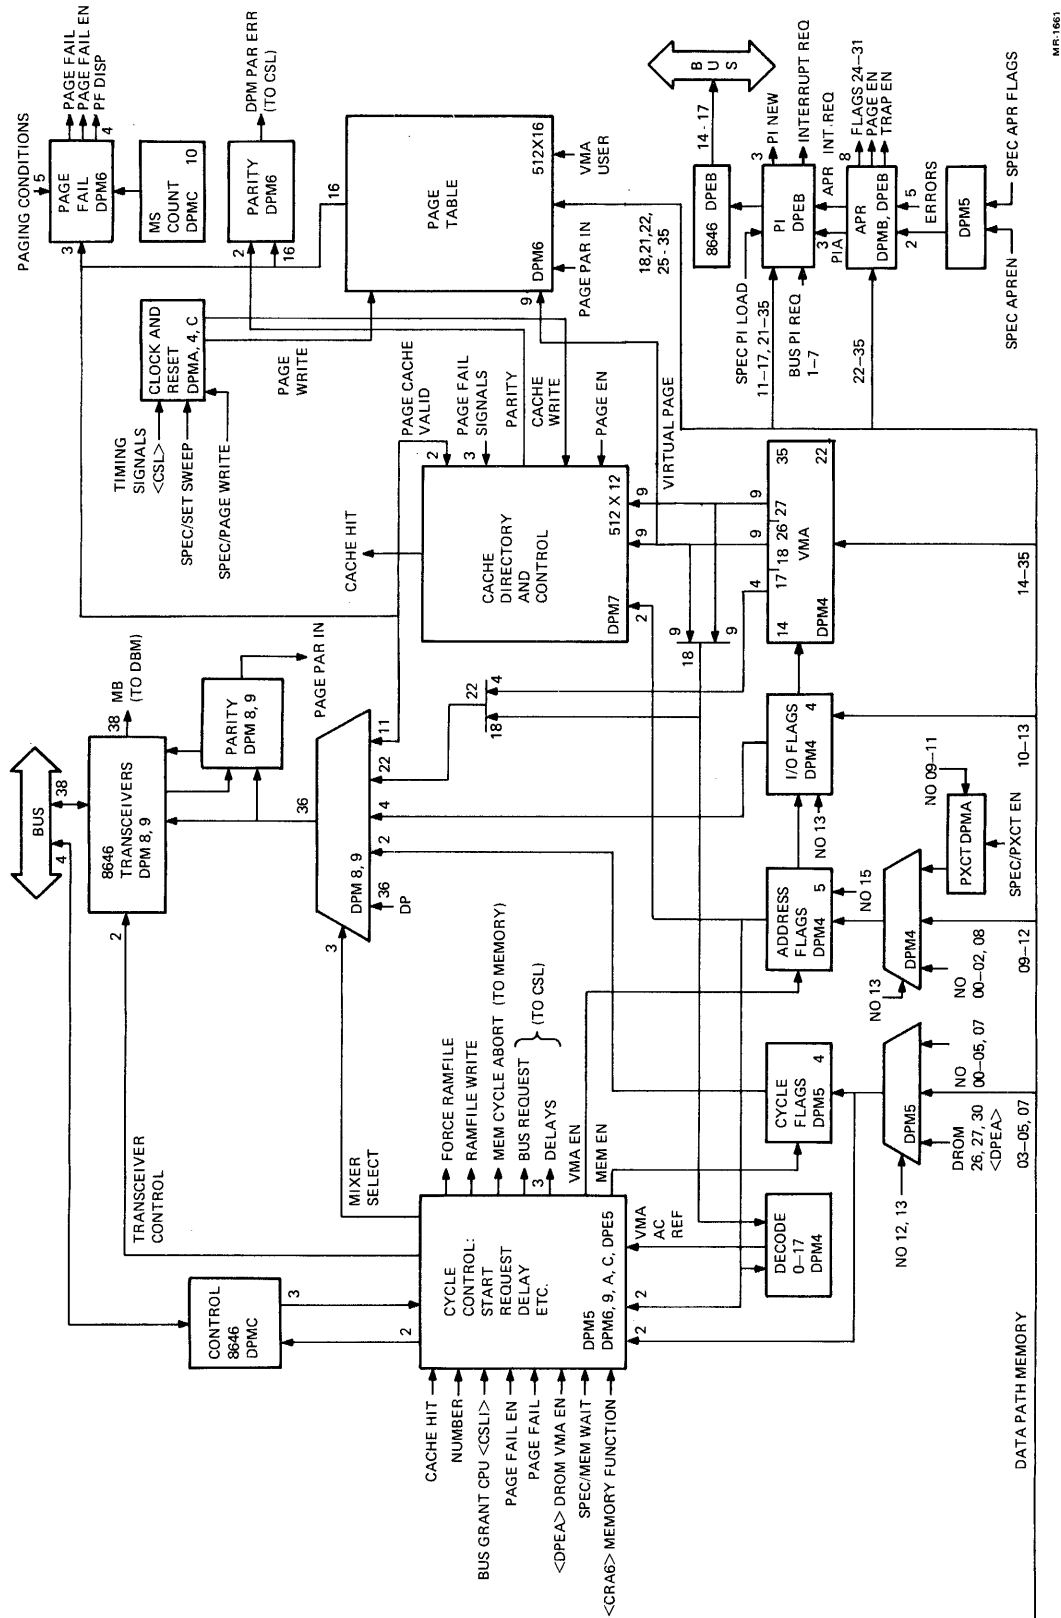 BUS
4
38
CONTROL
8646
DPMC
3
2
TRANSCEIVER
CONTROL
2
8646
TRANSCEIVERS
DPM 8, 9
38
MB
(TO DBM)
PARITY
DPM 8, 9
PAGE PAR IN
36
DPM 8, 9
3
36
DP
2
4
22
11
MIXER
SELECT
CACHE HIT
NUMBER
BUS GRANT CPU <CSLI>
PAGE FAIL EN
PAGE FAIL
<DPEA> DROM VMA EN
SPEC/MEM WAIT
<CRA6> MEMORY FUNCTION
CYCLE
CONTROL:
START
REQUEST
DELAY
ETC.
DPM5
DPM6, 9, A, C, DPE5
2
2
FORCE RAMFILE
RAMFILE WRITE
MEM CYCLE ABORT (TO MEMORY)
BUS REQUEST
3
DELAYS
(TO CSL)
VMA EN
MEM EN
VMA
AC
REF
DECODE
0-17
DPM4
CYCLE
FLAGS
DPM5
4
DPM5
NO 12, 13
DROM
26, 27, 30
<DPEA>
NO
00-05, 07
03-05, 07
ADDRESS
FLAGS
DPM4
5
NO 15
DPM4
NO 13
NO
00-02, 08
09-12
PXCT DPMA
NO 09-11
SPEC/PXCT EN
I/O FLAGS
DPM4
4
NO 13
10-13
18
22
4
14
17
18
26
27
35
VMA
DPM4
22
14-35
4
9
9
18
9
9
VIRTUAL PAGE
TIMING
SIGNALS
<CSL>
SPEC/SET SWEEP
SPEC/PAGE WRITE
CLOCK AND
RESET
DPMA, 4, C
PAGE
WRITE
CACHE HIT
CACHE
DIRECTORY
AND
CONTROL
DPM7
512 X 12
2
2
PAGE CACHE
VALID
3
PAGE FAIL
SIGNALS
PARITY
CACHE
WRITE
PAGE EN
PAGING CONDITIONS
5
3
PAGE
FAIL
DPM6
4
PAGE FAIL
PAGE FAIL EN
PF DISP
MS
COUNT
DPMC
10
PARITY
DPM6
2
16
DPM PAR ERR
(TO CSL)
16
PAGE
TABLE
DPM6
512X16
9
PAGE PAR IN
VMA
USER
18,21,22,
25-35
BUS
14-17
8646 DPEB
SPEC PI LOAD
11-17, 21-35
BUS PI REQ
1-7
PI
DPEB
3
PI NEW
INTERRUPT REQ
3
PIA
APR INT.REQ
22-35
APR
DPMB, DPEB
8
FLAGS 24-31
PAGE EN
TRAP EN
2
5
ERRORS
DPM5
SPEC APREN
SPEC APR FLAGS
DATA PATH MEMORY
MR-1661